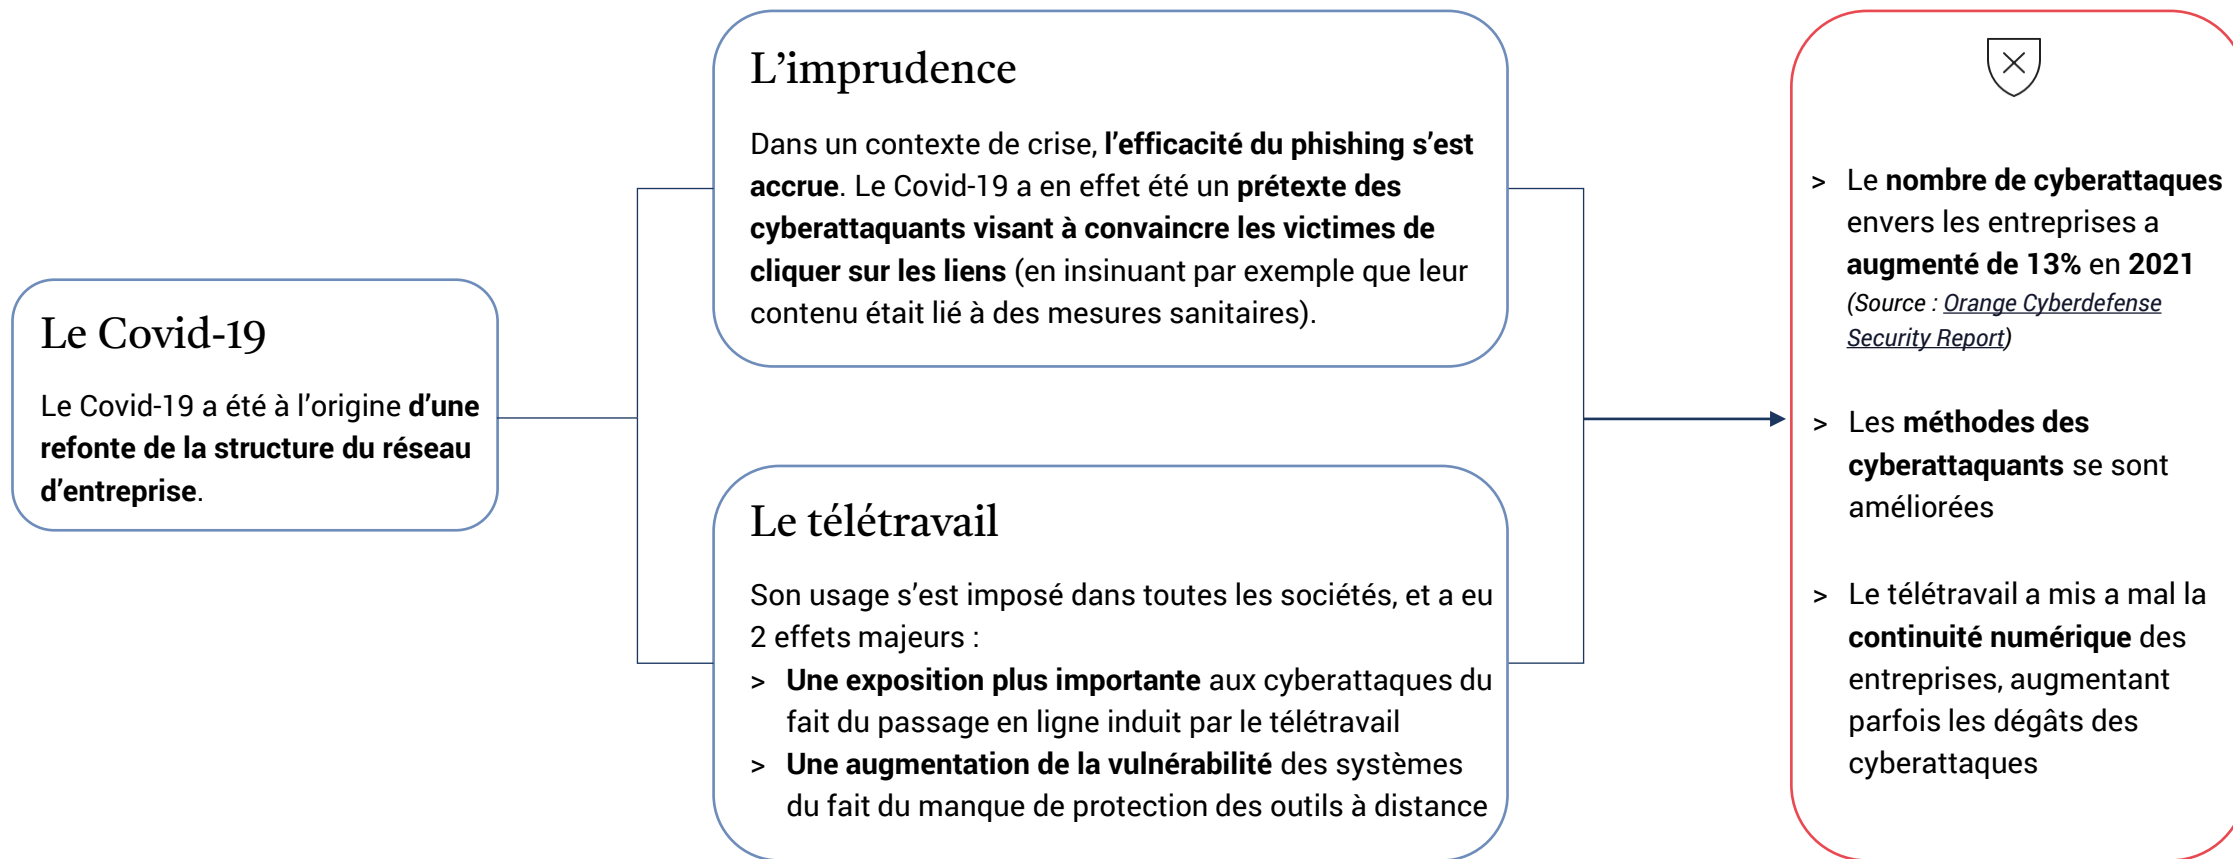 Le Covid-19
Le Covid-19 a été à l’origine d’une
refonte de la structure du réseau
d’entreprise.
L’imprudence
Dans un contexte de crise, l’efficacité du phishing s’est
accrue. Le Covid-19 a en effet été un prétexte des
cyberattaquants visant à convaincre les victimes de
cliquer sur les liens (en insinuant par exemple que leur
contenu était lié à des mesures sanitaires).
Le télétravail
Son usage s’est imposé dans toutes les sociétés, et a eu
2 effets majeurs :
> Une exposition plus importante aux cyberattaques du
fait du passage en ligne induit par le télétravail
> Une augmentation de la vulnérabilité des systèmes
du fait du manque de protection des outils à distance
> Le nombre de cyberattaques
envers les entreprises a
augmenté de 13% en 2021
(Source : Orange Cyberdefense
Security Report)
> Les méthodes des
cyberattaquants se sont
améliorées
> Le télétravail a mis a mal la
continuité numérique des
entreprises, augmentant
parfois les dégâts des
cyberattaques